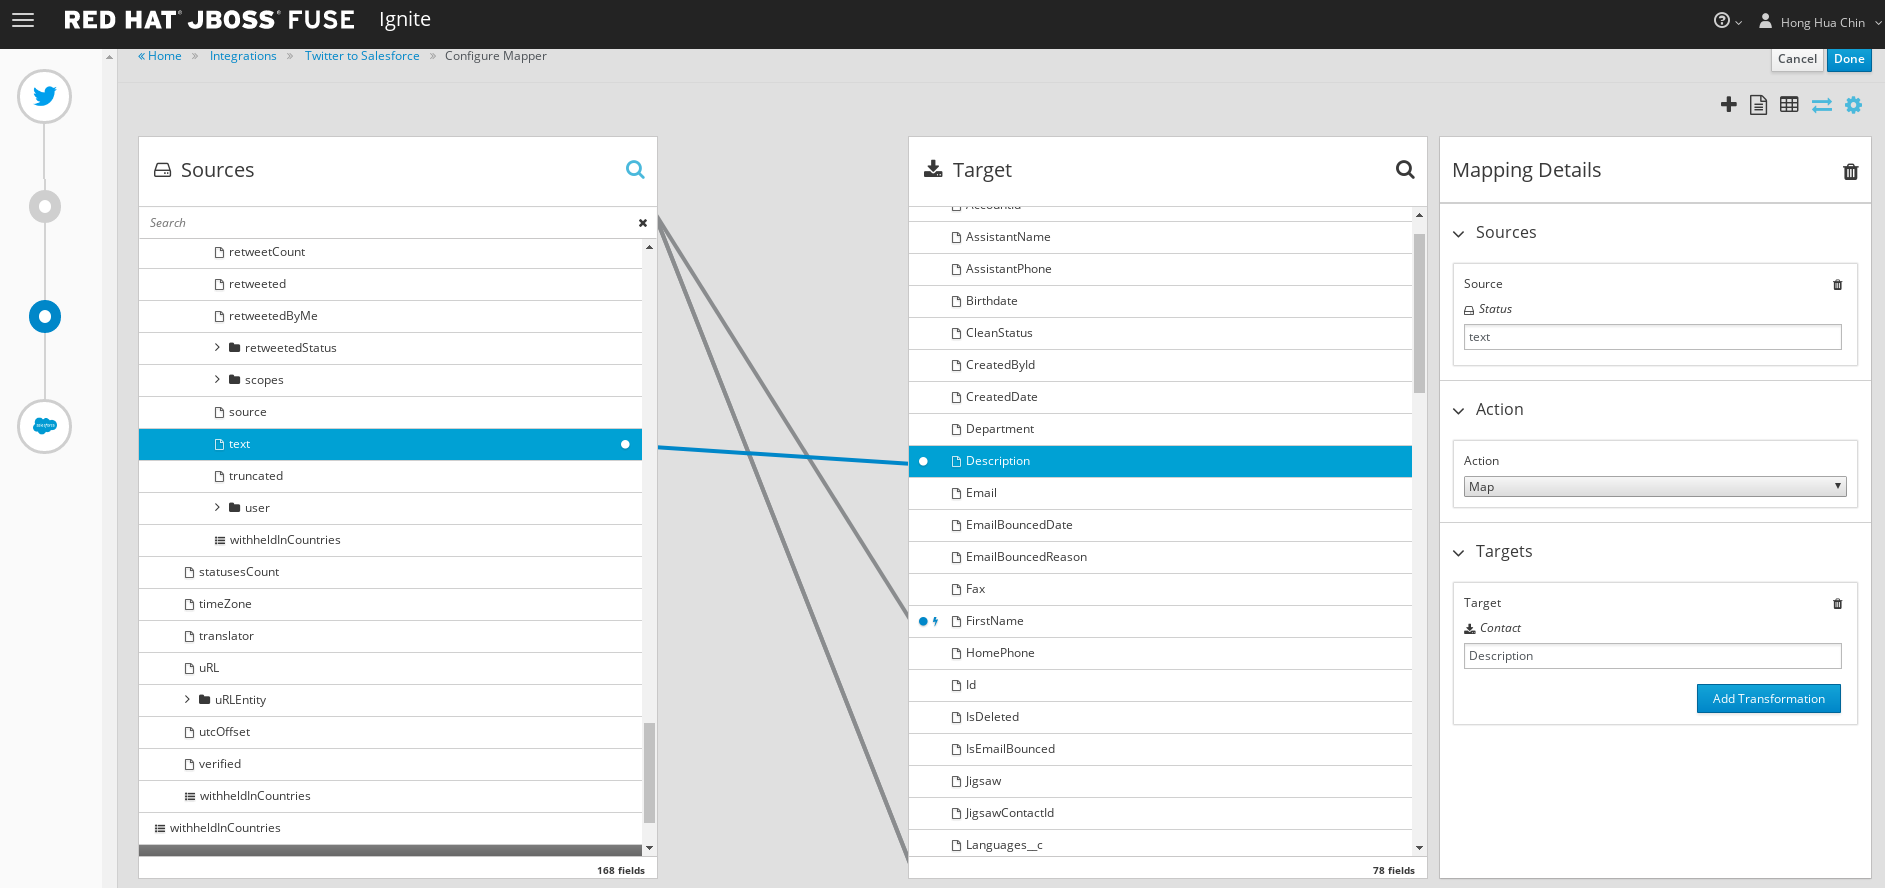 RED HAT® JBOSS® FUSE Ignite
Hong Hua Chin
« Home » Integrations » Twitter to Salesforce » Configure Mapper
Cancel
Done
Sources
Search
retweetCount
retweeted
retweetedByMe
retweetedStatus
scopes
source
text
truncated
user
withheldInCountries
statusesCount
timeZone
translator
uRL
uRLEntity
utcOffset
verified
withheldInCountries
withheldInCountries
168 fields
Target
AccountId
AssistantName
AssistantPhone
Birthdate
CleanStatus
CreatedById
CreatedDate
Department
Description
Email
EmailBouncedDate
EmailBouncedReason
Fax
FirstName
HomePhone
Id
IsDeleted
IsEmailBounced
Jigsaw
JigsawContactId
Languages__c
78 fields
Mapping Details
Sources
Source
Status
text
Action
Action
Map
Targets
Target
Contact
Description
Add Transformation